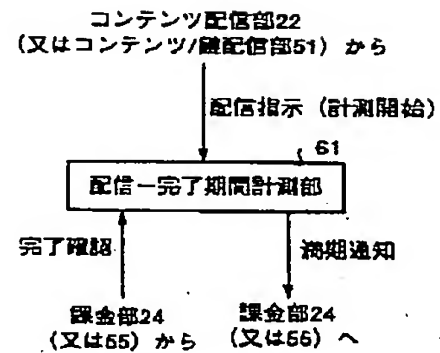 コンテンツ配信部22
(又はコンテンツ/鍵配信部51) から
配信指示 (計測開始)
61
配信ー完了期間計測部
完了確認
満期通知
課金部24
(又は55) から
課金部24
(又は55) へ